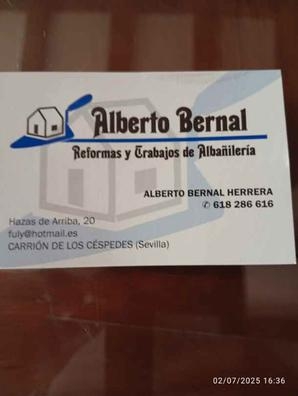 Alberto Bernal
Reformas y Trabajos de Albañilería
ALBERTO BERNAL HERRERA
✆ 618 286 616
Hazas de Arriba, 20
fuly@hotmail.es
CARRIÓN DE LOS CÉSPEDES (Sevilla)
02/07/2025 16:36